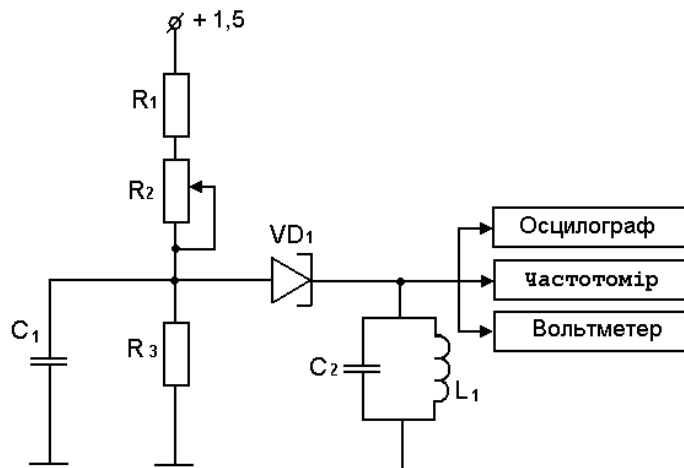 + 1,5
R1
R2
VD1
Осцилограф
Частотомір
Вольтметер
C1
R3
C2
L1